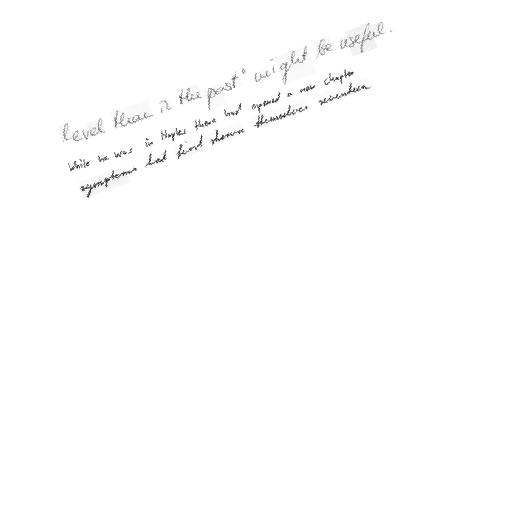 level than in the past" might be useful.
While he was in Naples there had opened a new chapter
symptoms had first shown themselves seventeen